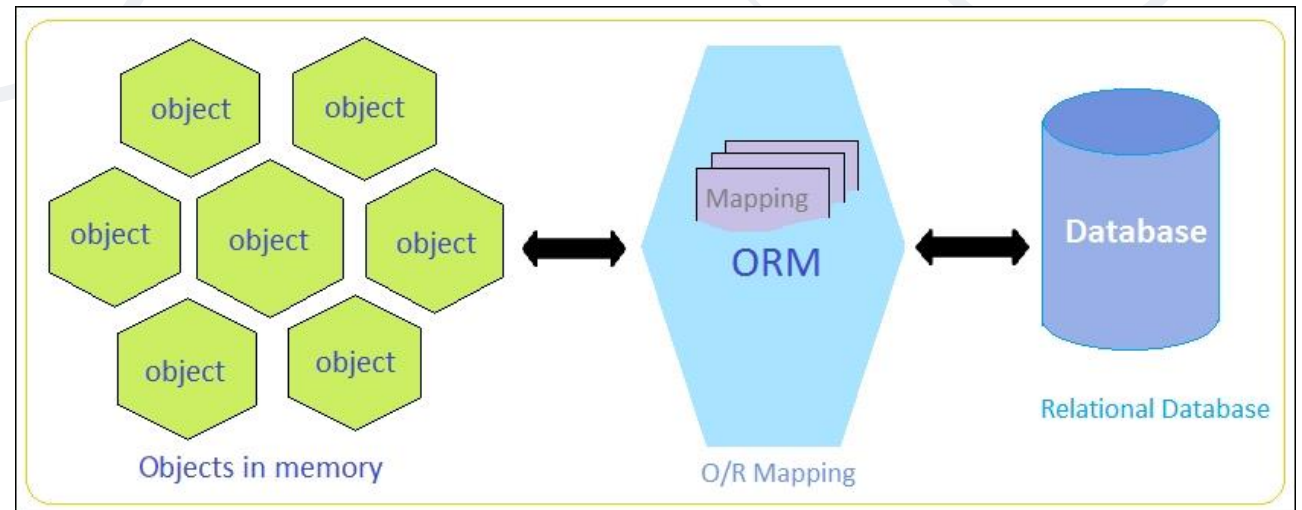 object
object
object
object
object
object
object
Objects in memory
Mapping
ORM
O/R Mapping
Database
Relational Database